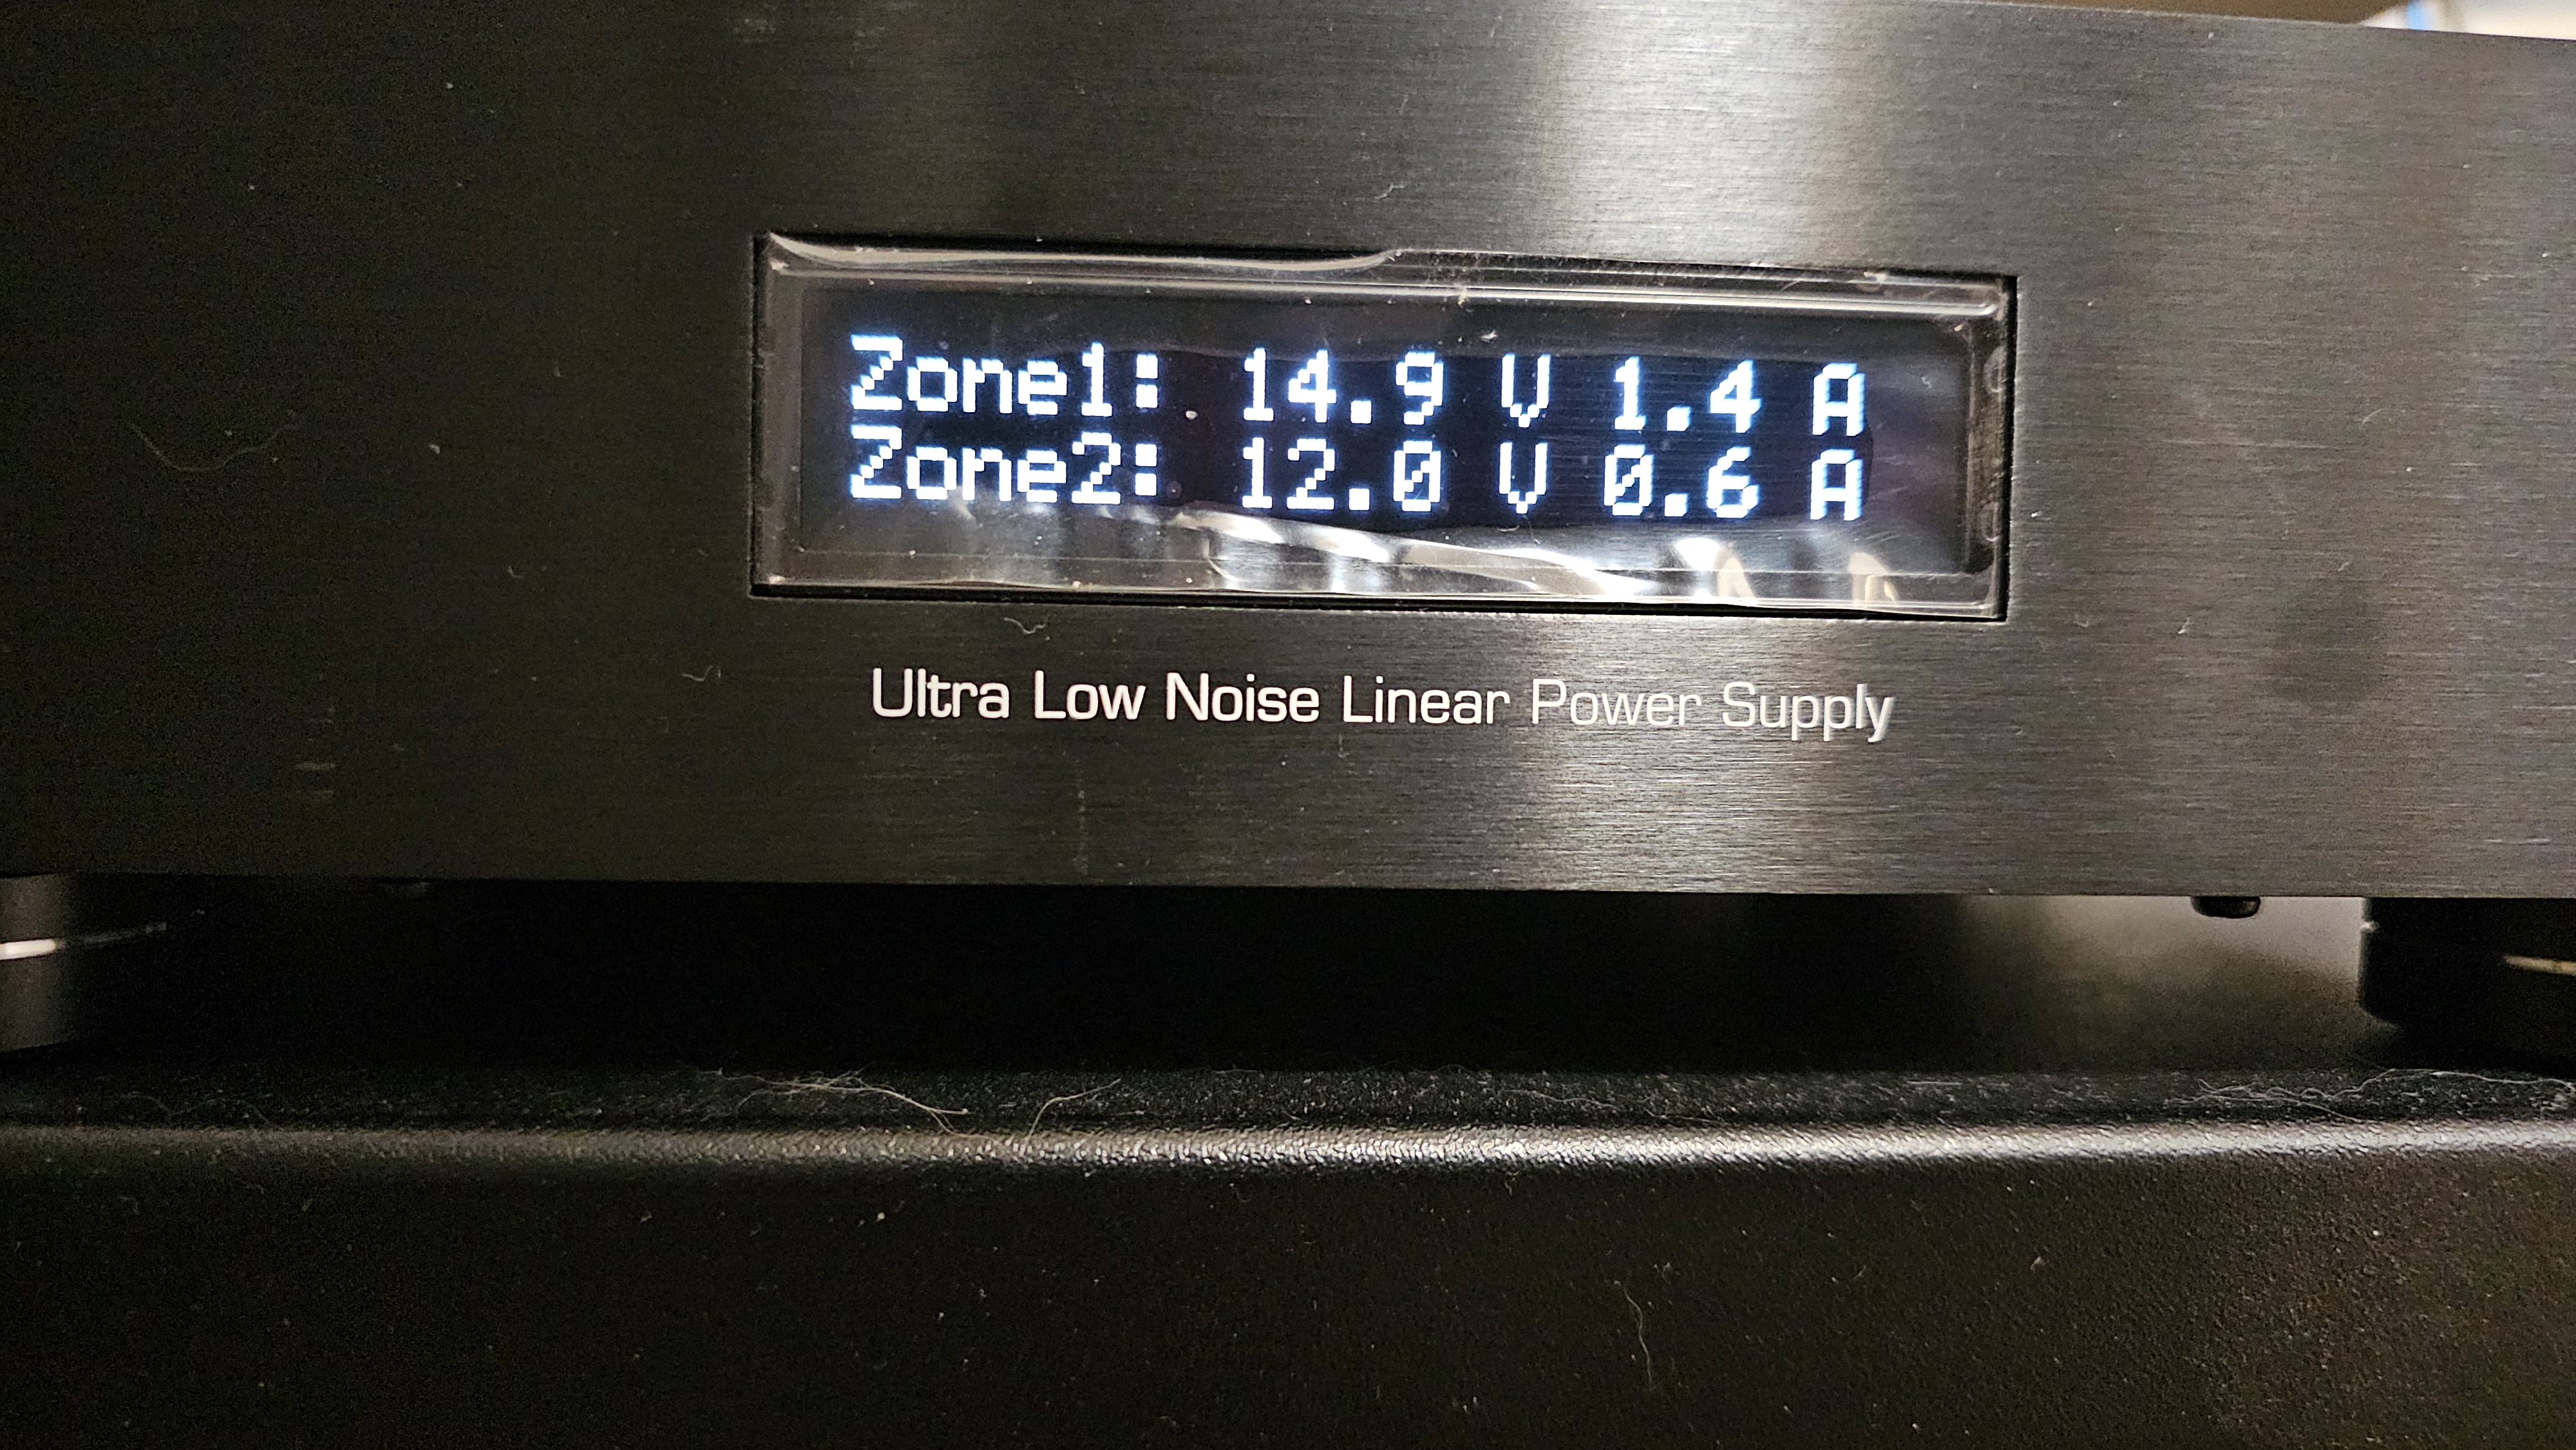 Zone1: 14.9 V 1.4 A
Zone2: 12.0 V 0.6 A
Ultra Low Noise Linear Power Supply